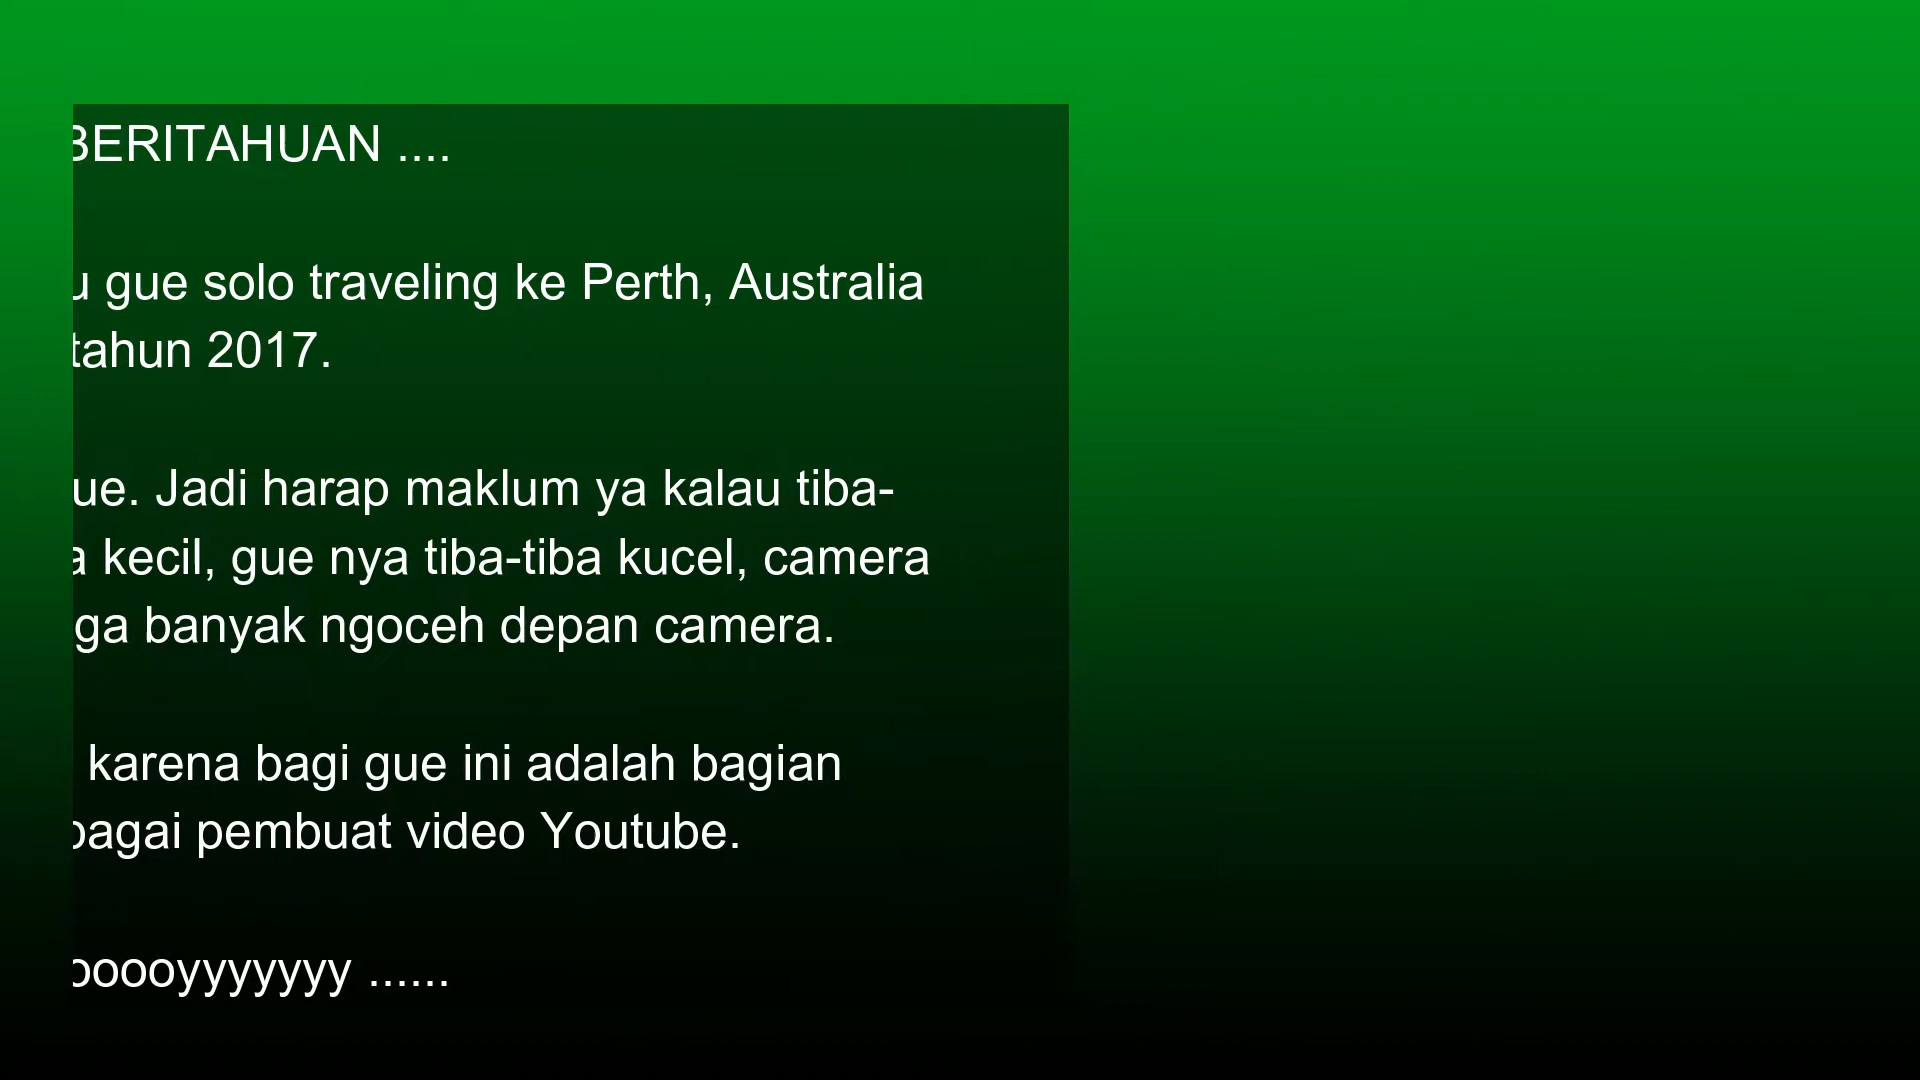 BERITAHUAN ....
gue solo traveling ke Perth, Australia
tahun 2017.
ue. Jadi harap maklum ya kalau tiba-
a kecil, gue nya tiba-tiba kucel, camera
ga banyak ngoceh depan camera.
karena bagi gue ini adalah bagian
bagai pembuat video Youtube.
ooooyyyyyyy ......